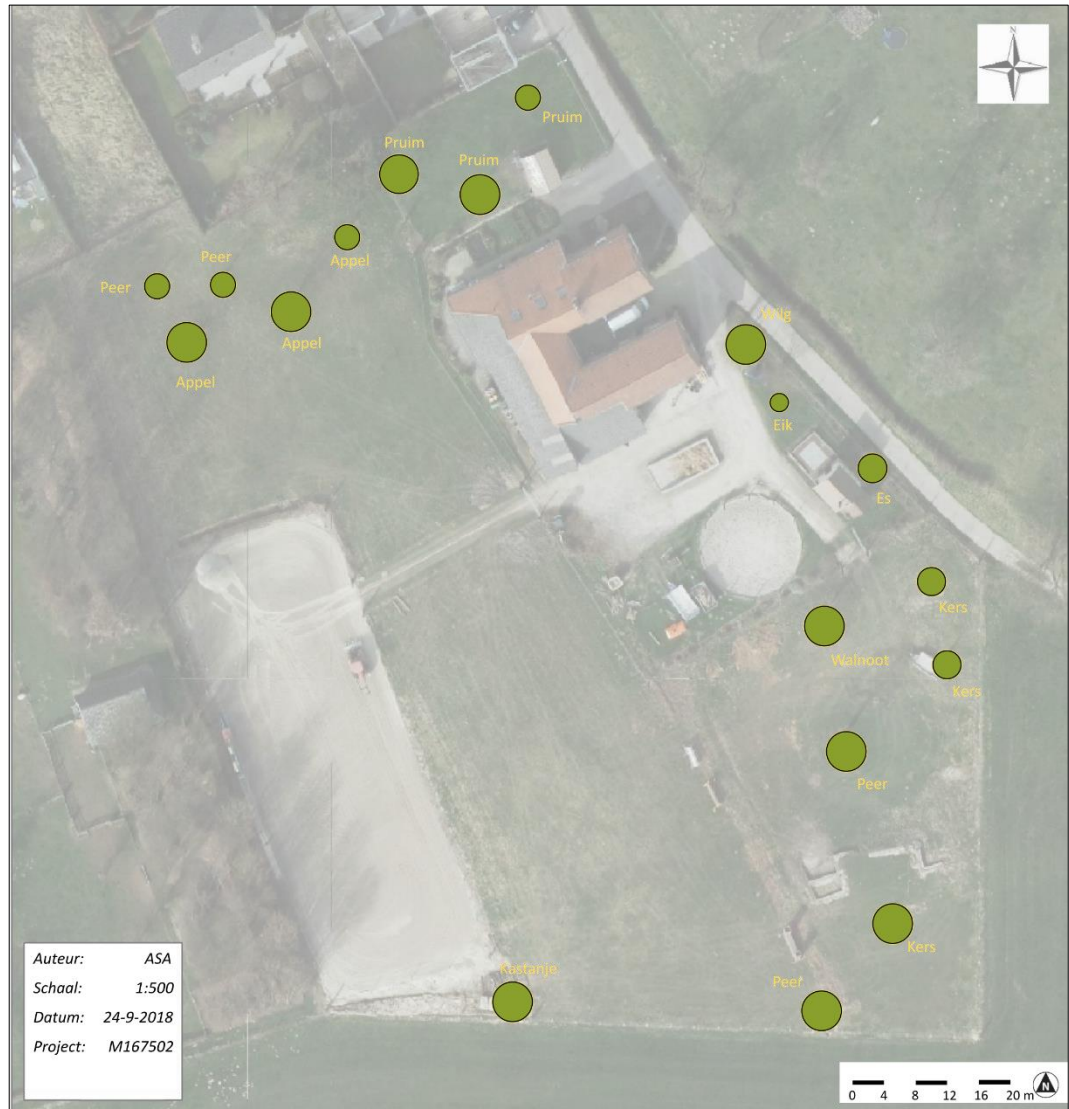 N
Pruim
Pruim
Pruim
Appel
Peer
Peer
Appel
Appel
Wilg
Eik
Es
Kers
Walnoot
Kers
Peer
Kers
Kastanje
Peer
Auteur: ASA
Schaal: 1:500
Datum: 24-9-2018
Project: M167502
0 4 8 12 16 20 m
N